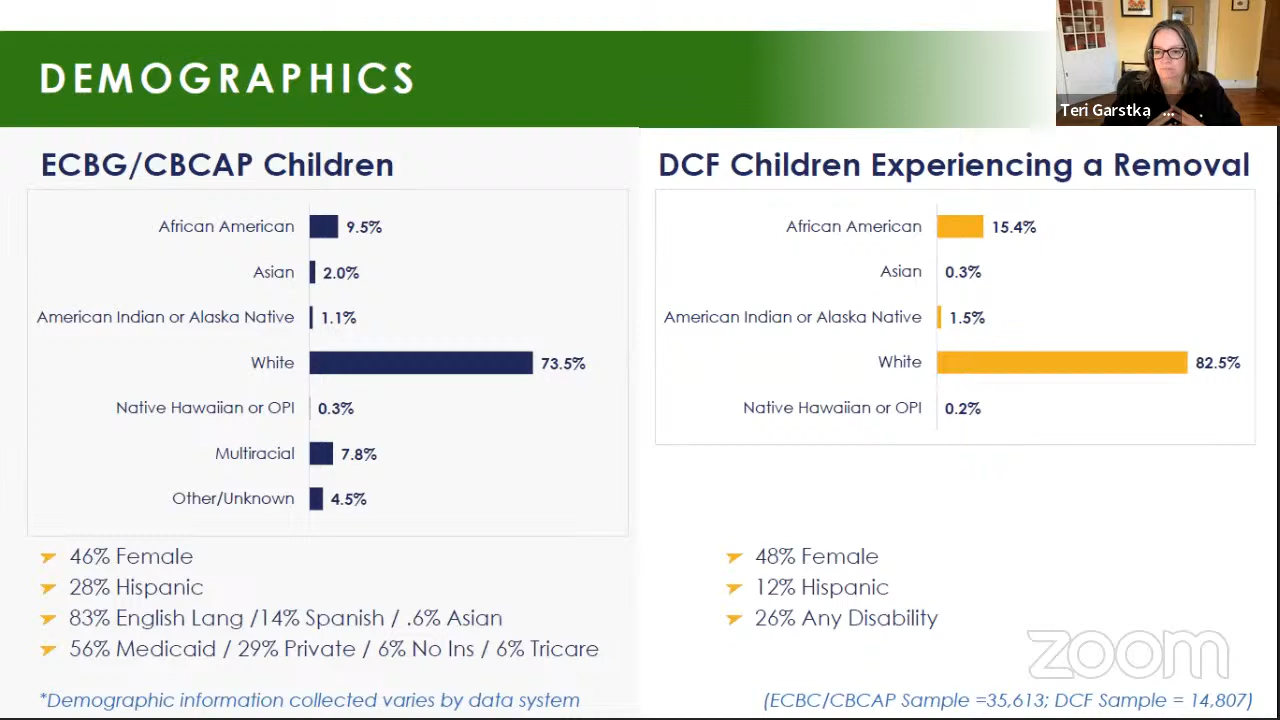 DEMOGRAPHICS
Teri Garstka ...
ECBG/CBCAP Children
African American 9.5%
Asian 2.0%
American Indian or Alaska Native 1.1%
White 73.5%
Native Hawaiian or OPI 0.3%
Multiracial 7.8%
Other/Unknown 4.5%
46% Female
28% Hispanic
83% English Lang /14% Spanish / .6% Asian
56% Medicaid / 29% Private / 6% No Ins / 6% Tricare
*Demographic information collected varies by data system
DCF Children Experiencing a Removal
African American 15.4%
Asian 0.3%
American Indian or Alaska Native 1.5%
White 82.5%
Native Hawaiian or OPI 0.2%
48% Female
12% Hispanic
26% Any Disability
zoom
(ECBC/CBCAP Sample =35,613; DCF Sample = 14,807)